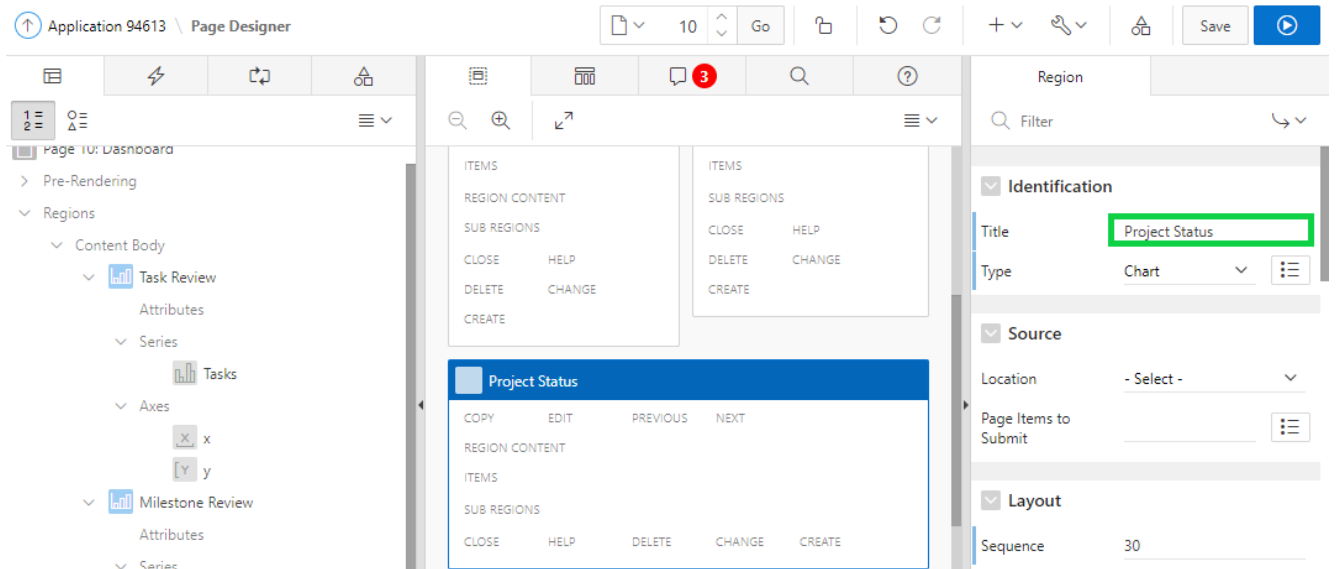 Application 94613 \ Page Designer
10 Go Save
3
Region
1
2
Filter
Page 10: Dashboard
Pre-Rendering
Regions
Content Body
Task Review
Attributes
Series
Tasks
Axes
X x
Y y
Milestone Review
Attributes
Series
ITEMS
REGION CONTENT
SUB REGIONS
CLOSE HELP
DELETE CHANGE
CREATE
ITEMS
SUB REGIONS
CLOSE HELP
DELETE CHANGE
CREATE
Project Status
COPY EDIT PREVIOUS NEXT
REGION CONTENT
ITEMS
SUB REGIONS
CLOSE HELP DELETE CHANGE CREATE
Identification
Title Project Status
Type Chart
Source
Location - Select -
Page Items to
Submit
Layout
Sequence 30